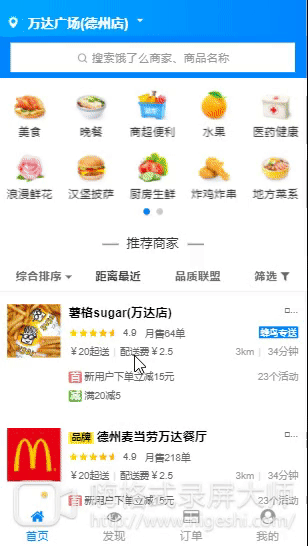 万达广场(德州店)
搜索饿了么商家、商品名称
美食 晚餐 商超便利 水果 医药健康
浪漫鲜花 汉堡披萨 厨房生鲜 炸鸡炸串 地方菜系
推荐商家
综合排序 距离最近 品质联盟 筛选
薯格sugar(万达店)
4.9 月售64单 蜂鸟专送
¥20起送 | 配送费¥2.5 3km | 34分钟
首 新用户下单立减15元 23个活动
减 满20减5
品牌 德州麦当劳万达餐厅
4.9 月售218单
¥20起送 | 配送费¥2.5 3km | 34分钟
首 新用户下单立减15元 23个活动
嗨格式录屏大师
http://www.higeshi.com/
首页 发现 订单 我的